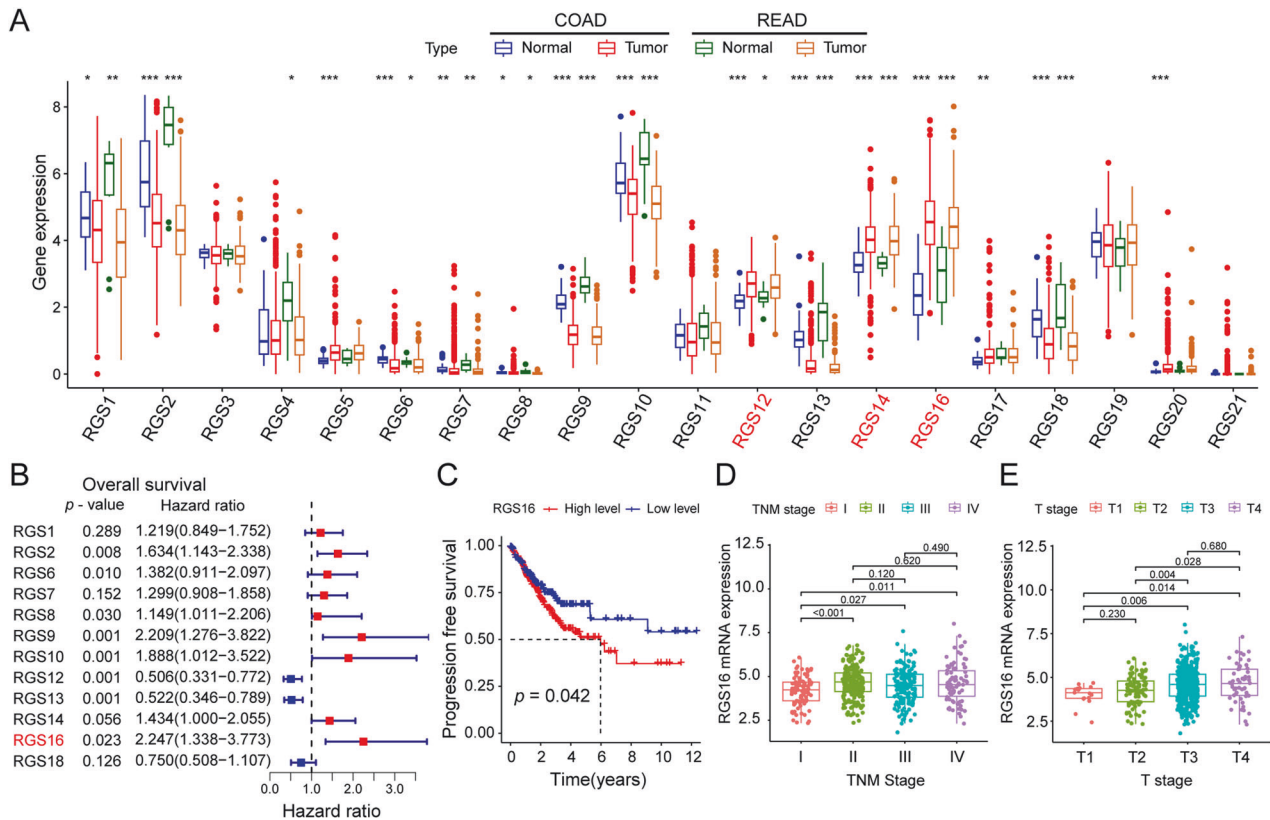 A
COAD READ
Type Normal Tumor Normal Tumor
* ** *** *** * *** *** * ** ** * * *** *** *** *** *** * *** *** *** *** *** *** ** *** *** ***
Gene expression
8
6
4
2
0
RGS1 RGS2 RGS3 RGS4 RGS5 RGS6 RGS7 RGS8 RGS9 RGS10 RGS11 RGS12 RGS13 RGS14 RGS16 RGS17 RGS18 RGS19 RGS20 RGS21
B
Overall survival
p - value Hazard ratio
RGS1 0.289 1.219(0.849−1.752)
RGS2 0.008 1.634(1.143−2.338)
RGS6 0.010 1.382(0.911−2.097)
RGS7 0.152 1.299(0.908−1.858)
RGS8 0.030 1.149(1.011−2.206)
RGS9 0.001 2.209(1.276−3.822)
RGS10 0.001 1.888(1.012−3.522)
RGS12 0.001 0.506(0.331−0.772)
RGS13 0.001 0.522(0.346−0.789)
RGS14 0.056 1.434(1.000−2.055)
RGS16 0.023 2.247(1.338−3.773)
RGS18 0.126 0.750(0.508−1.107)
0.0 1.0 2.0 3.0
Hazard ratio
C
RGS16 High level Low level
Progression free survival
1.00
0.75
0.50
0.25
0.00
p = 0.042
0 2 4 6 8 10 12
Time(years)
D
TNM stage I II III IV
RGS16 mRNA expression
12.5
10.0
7.5
5.0
2.5
0.490
0.620
0.120
0.011
0.027
<0.001
I II III IV
TNM Stage
E
T stage T1 T2 T3 T4
RGS16 mRNA expression
12.5
10.0
7.5
5.0
2.5
0.680
0.028
0.004
0.014
0.006
0.230
T1 T2 T3 T4
T stage